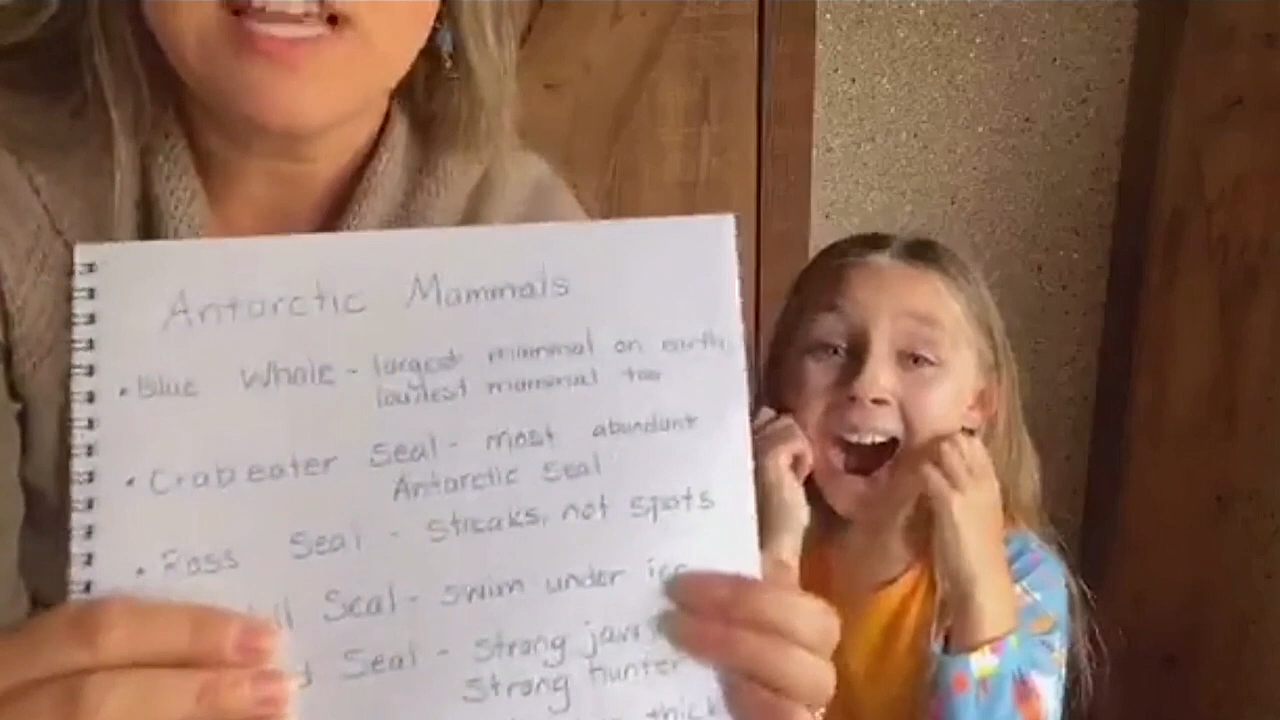 Antarctic Mammals
• Blue Whale - largest mammal on earth,
loudest mammal too
• Crabeater Seal - most abundant
Antarctic Seal
• Ross Seal - streaks, not spots
Seal - swim under ice
Seal - strong jaws
strong hunter
thick